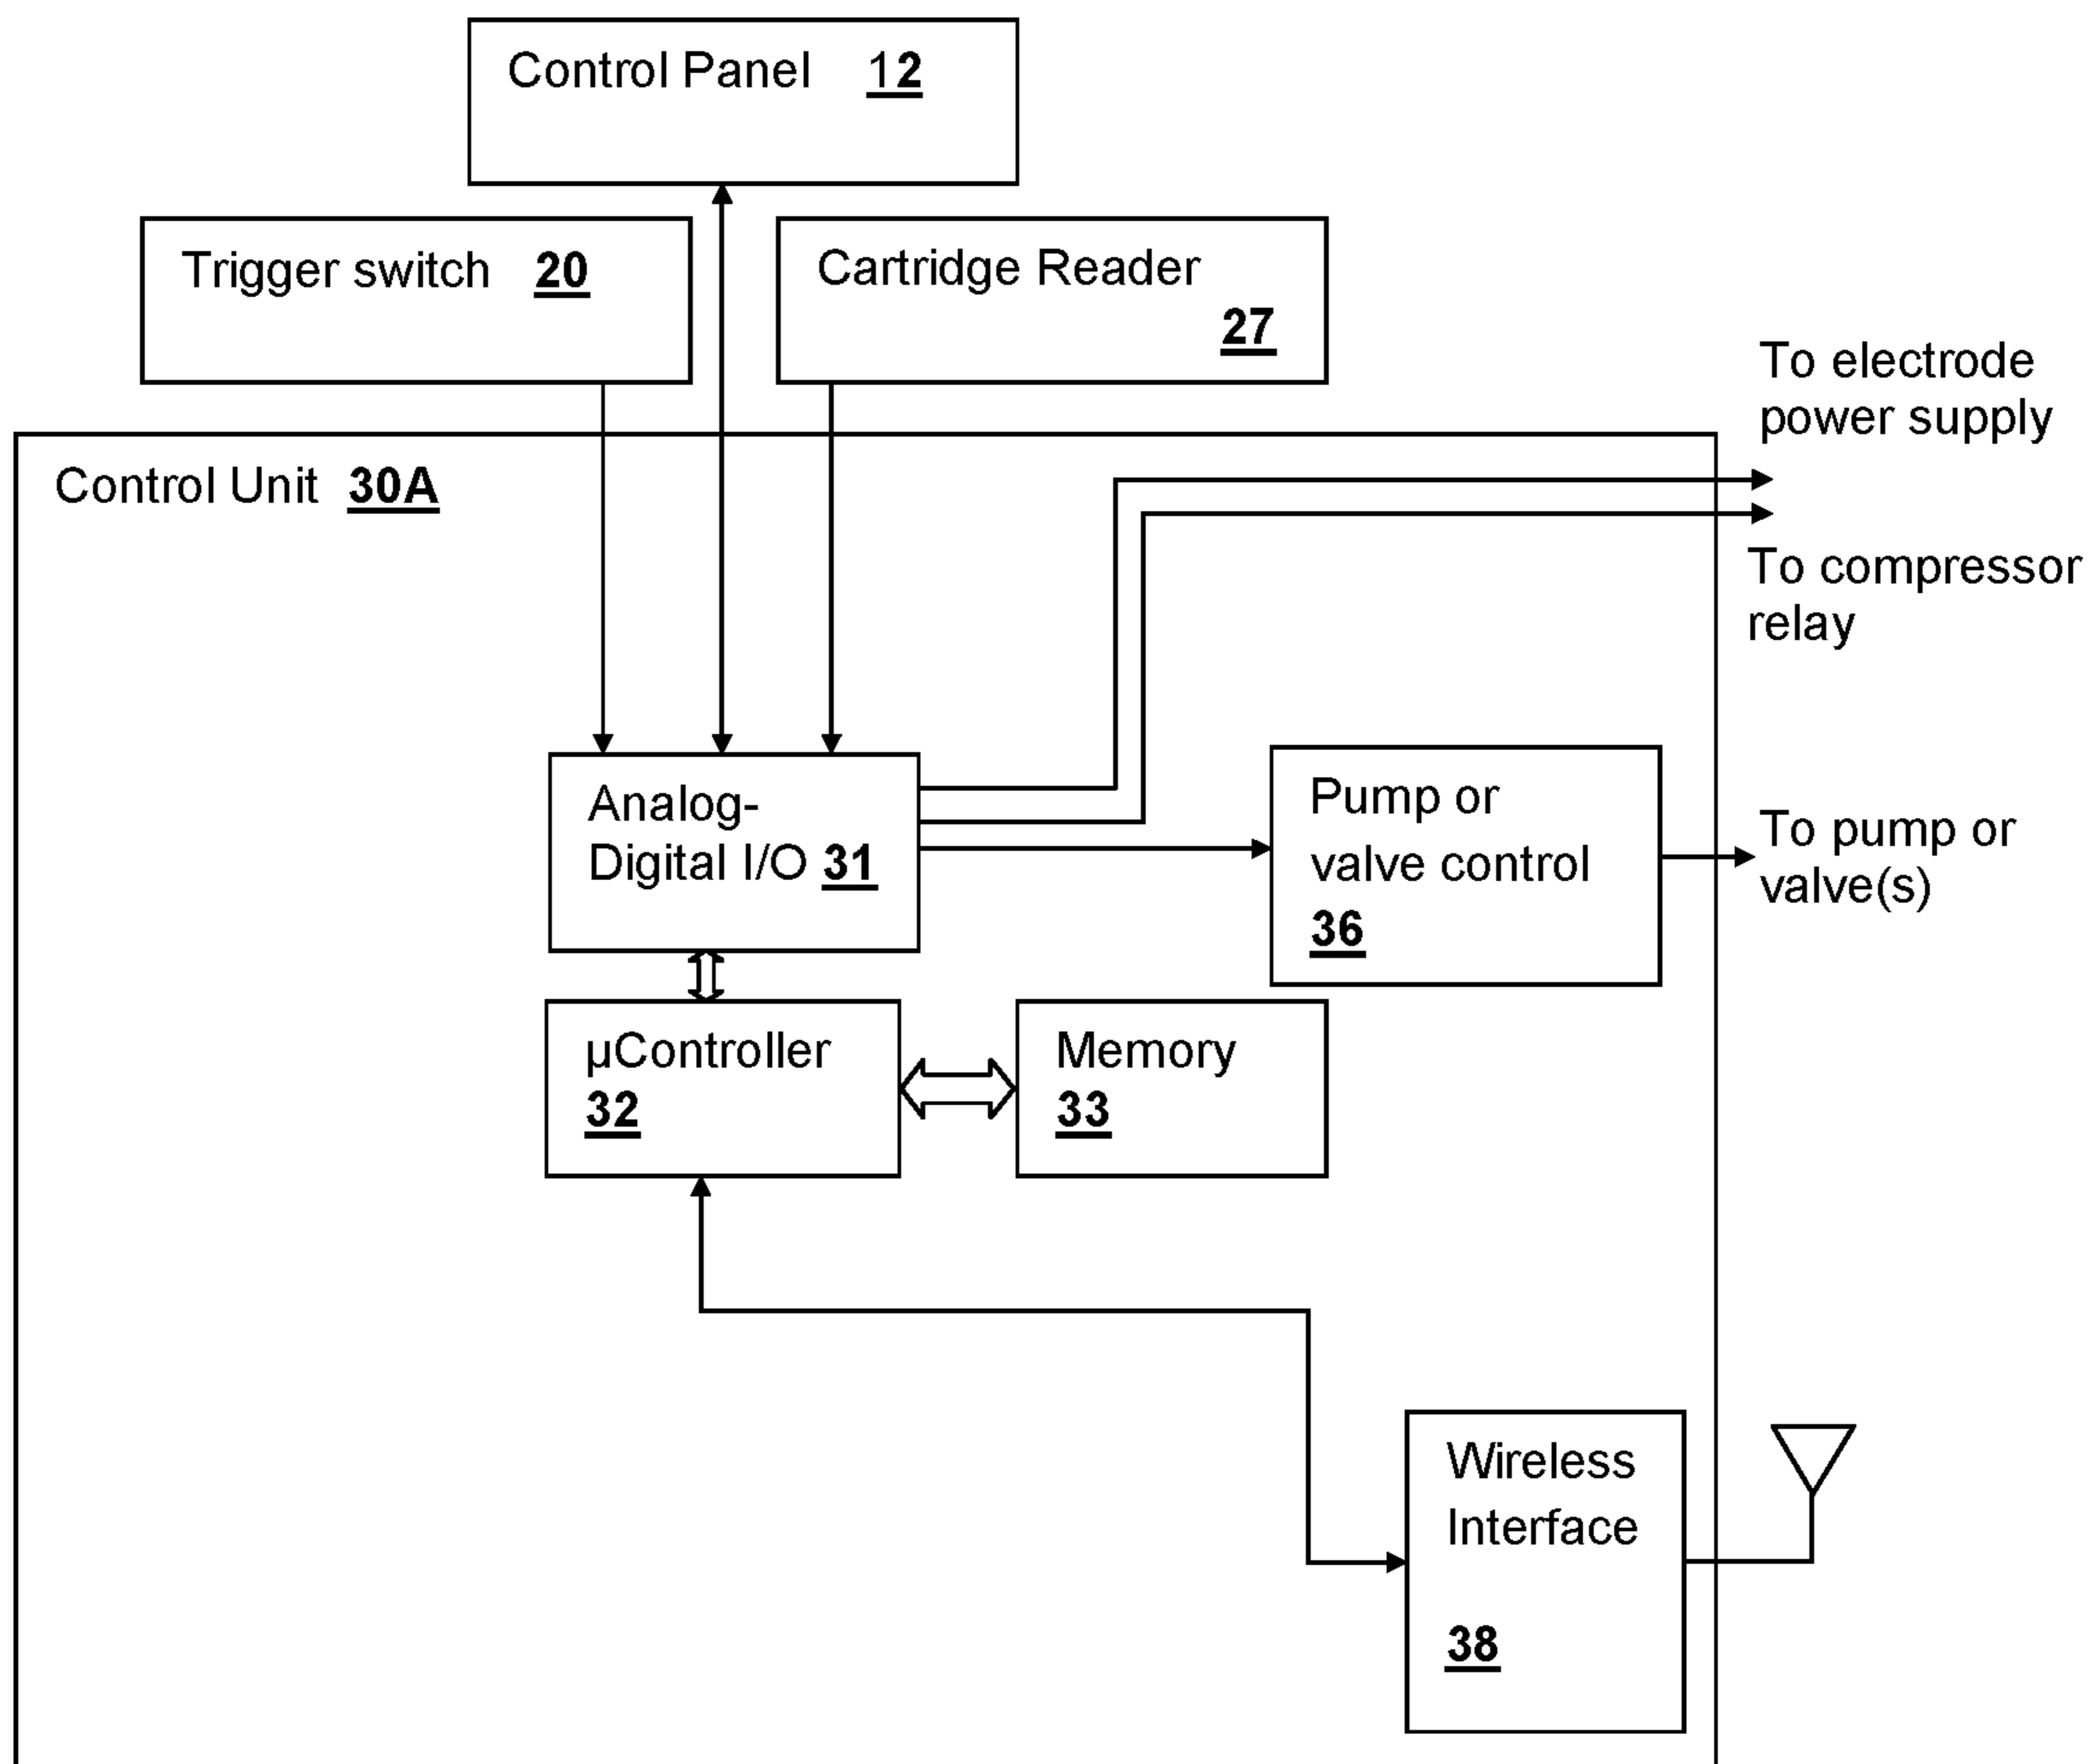 Control Panel 12
Trigger switch 20
Cartridge Reader
27
To electrode
power supply
Control Unit 30A
To compressor
relay
Analog-
Digital I/O 31
Pump or
valve control
36
To pump or
valve(s)
µController
32
Memory
33
Wireless
Interface
38